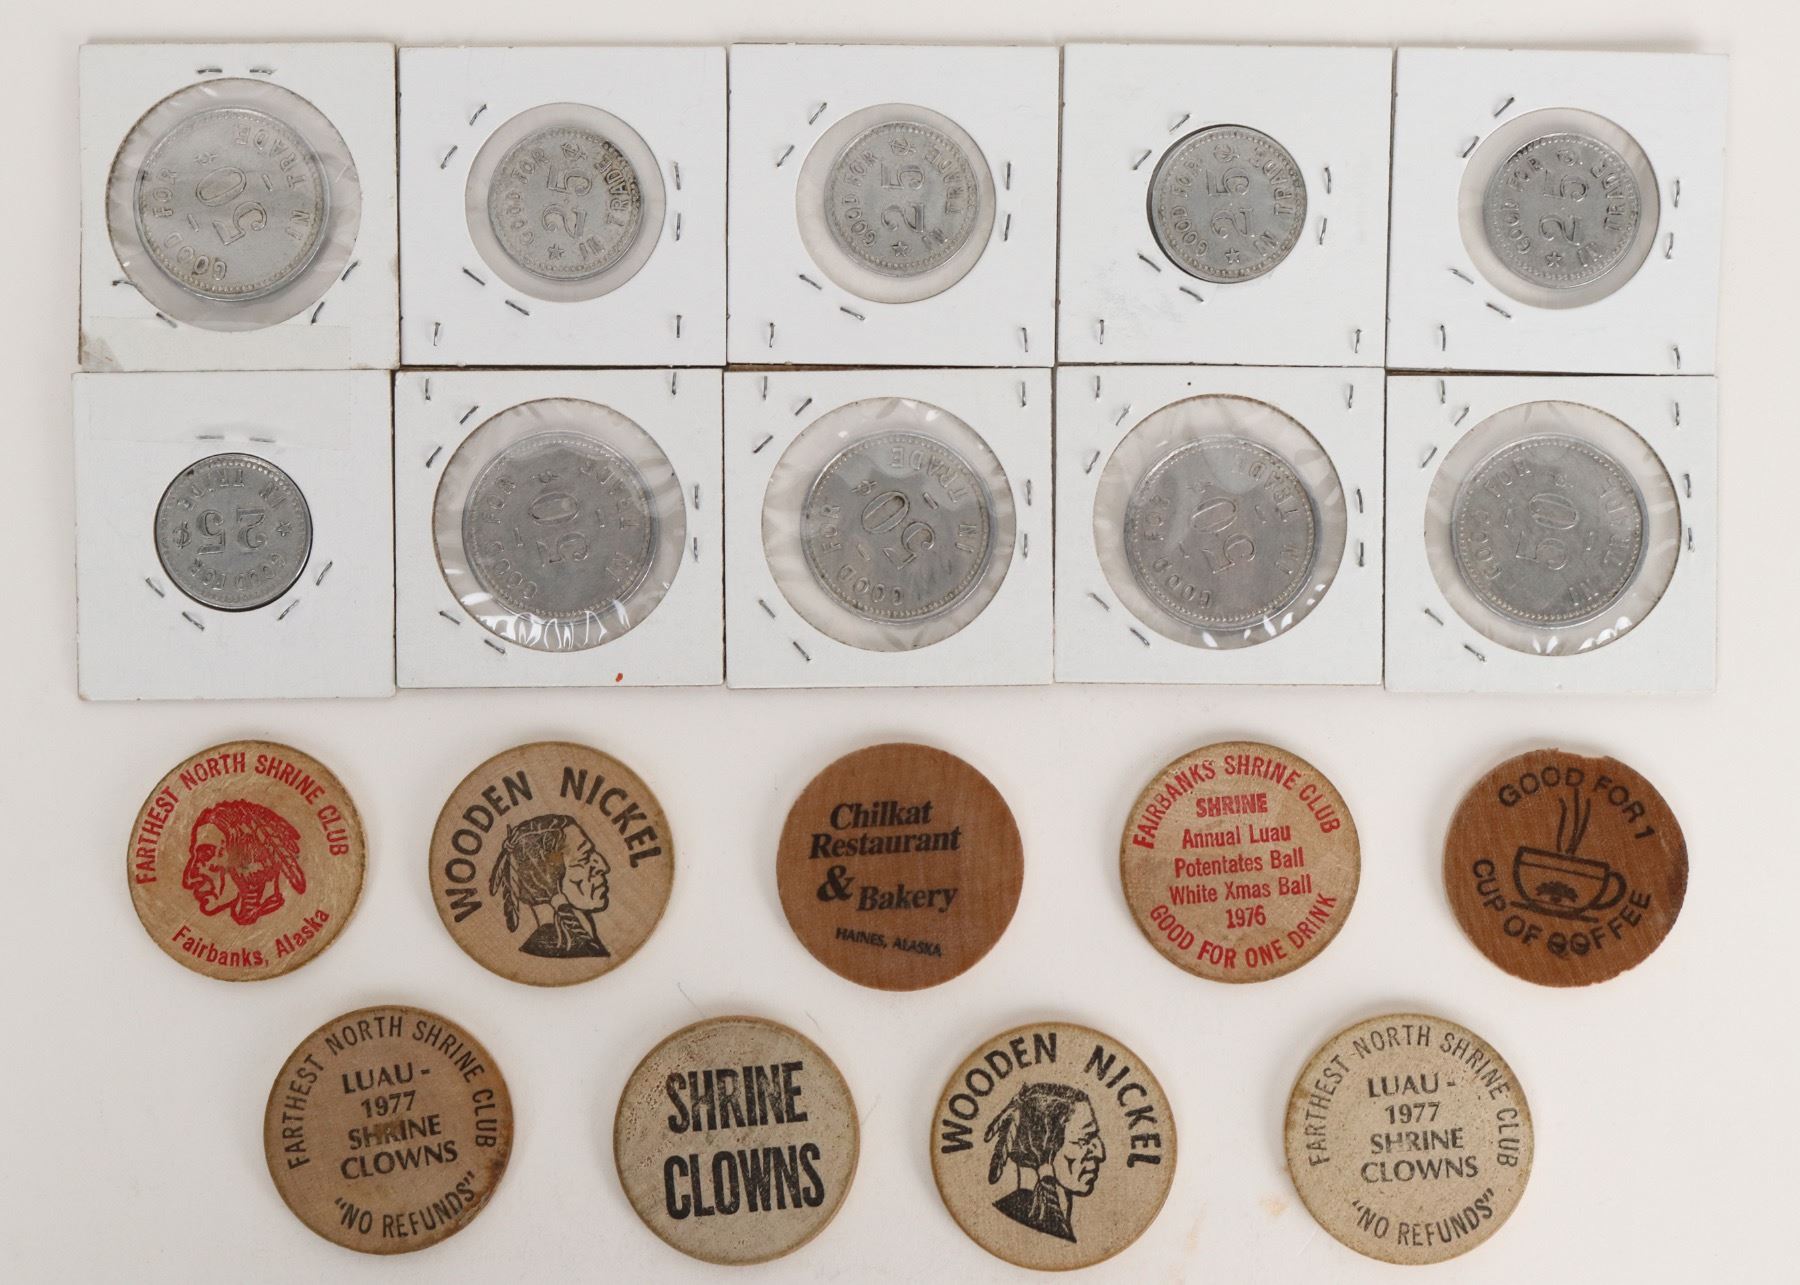 GOOD FOR 50¢ IN TRADE
GOOD FOR 25¢ IN TRADE
GOOD FOR 25¢ IN TRADE
GOOD FOR 25¢ IN TRADE
GOOD FOR 25¢ IN TRADE
GOOD FOR 25¢ IN TRADE
GOOD FOR 50¢ IN TRADE
GOOD FOR 50¢ IN TRADE
GOOD FOR 50¢ IN TRADE
GOOD FOR 50¢ IN TRADE
FARTHEST NORTH SHRINE CLUB
Fairbanks, Alaska
WOODEN NICKEL
Chilkat
Restaurant
& Bakery
HAINES, ALASKA
FAIRBANKS SHRINE CLUB
SHRINE
Annual Luau
Potentates Ball
White Xmas Ball
1976
GOOD FOR ONE DRINK
GOOD FOR 1
CUP OF COFFEE
FARTHEST NORTH SHRINE CLUB
LUAU -
1977
SHRINE
CLOWNS
"NO REFUNDS"
SHRINE
CLOWNS
WOODEN NICKEL
FARTHEST NORTH SHRINE CLUB
LUAU -
1977
SHRINE
CLOWNS
"NO REFUNDS"